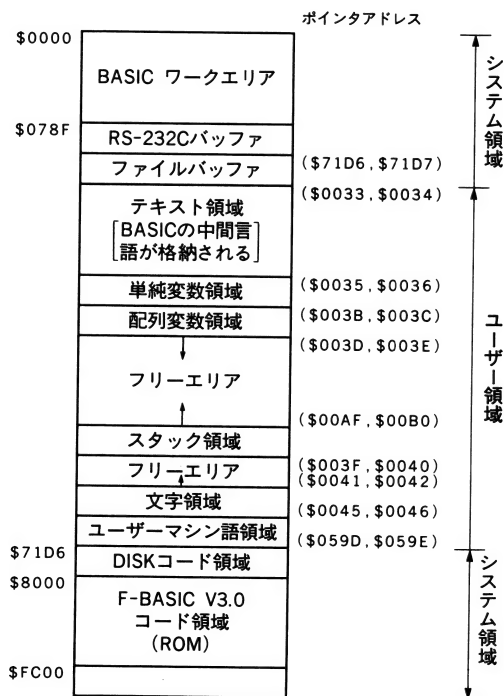 ポインタアドレス
$0000
BASIC ワークエリア
$078F
RS-232Cバッファ
ファイルバッファ
($71D6,$71D7)
($0033,$0034)
テキスト領域
[BASICの中間言
語が格納される]
($0035,$0036)
単純変数領域
($003B,$003C)
配列変数領域
($003D,$003E)
フリーエリア
($00AF,$00B0)
スタック領域
($003F,$0040)
フリーエリア
($0041,$0042)
文字領域
($0045,$0046)
ユーザーマシン語領域
($059D,$059E)
$71D6
DISKコード領域
$8000
F-BASIC V3.0
コード領域
(ROM)
$FC00
システム領域
ユーザー領域
システム領域